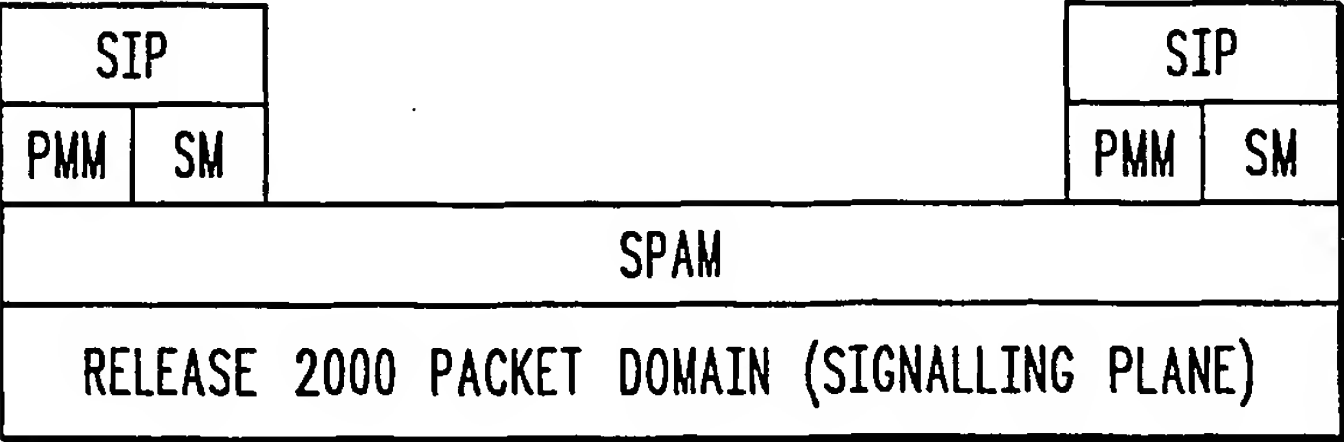 SIP SIP
PMM SM PMM SM
SPAM
RELEASE 2000 PACKET DOMAIN (SIGNALLING PLANE)